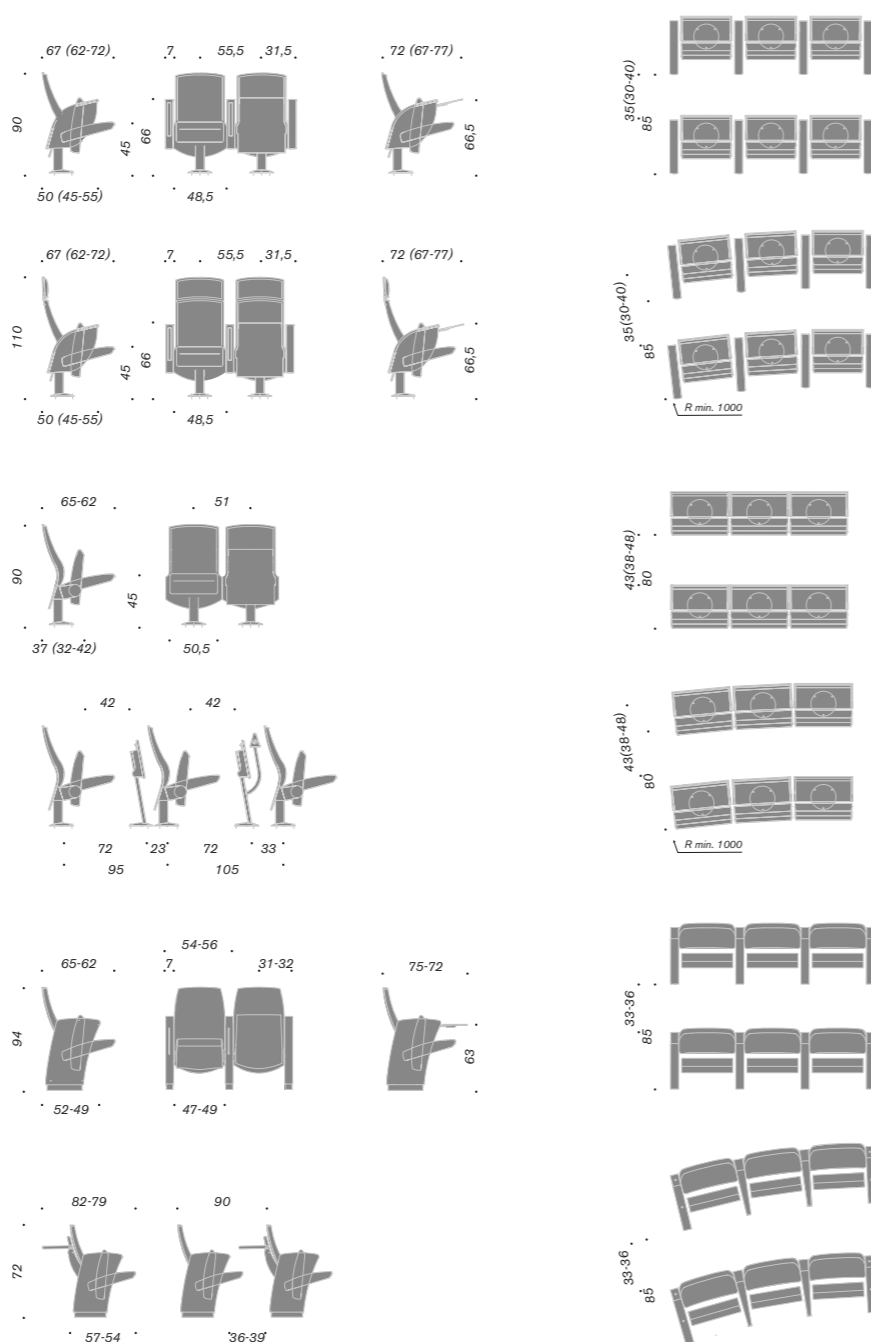 67 (62-72) 7 55,5 31,5 72 (67-77)
90 45 66 66,5 35(30-40) 85
50 (45-55) 48,5
67 (62-72) 7 55,5 31,5 72 (67-77)
110 45 66 66,5 35(30-40) 85
50 (45-55) 48,5 R min. 1000
65-62 51
90 45 43(38-48) 80
37 (32-42) 50,5
42 42 43(38-48) 80
72 23 72 33 R min. 1000
95 105
54-56
65-62 7 31-32 75-72
94 63 33-36 85
52-49 47-49
82-79 90
72 33-36 85
57-54 36-39